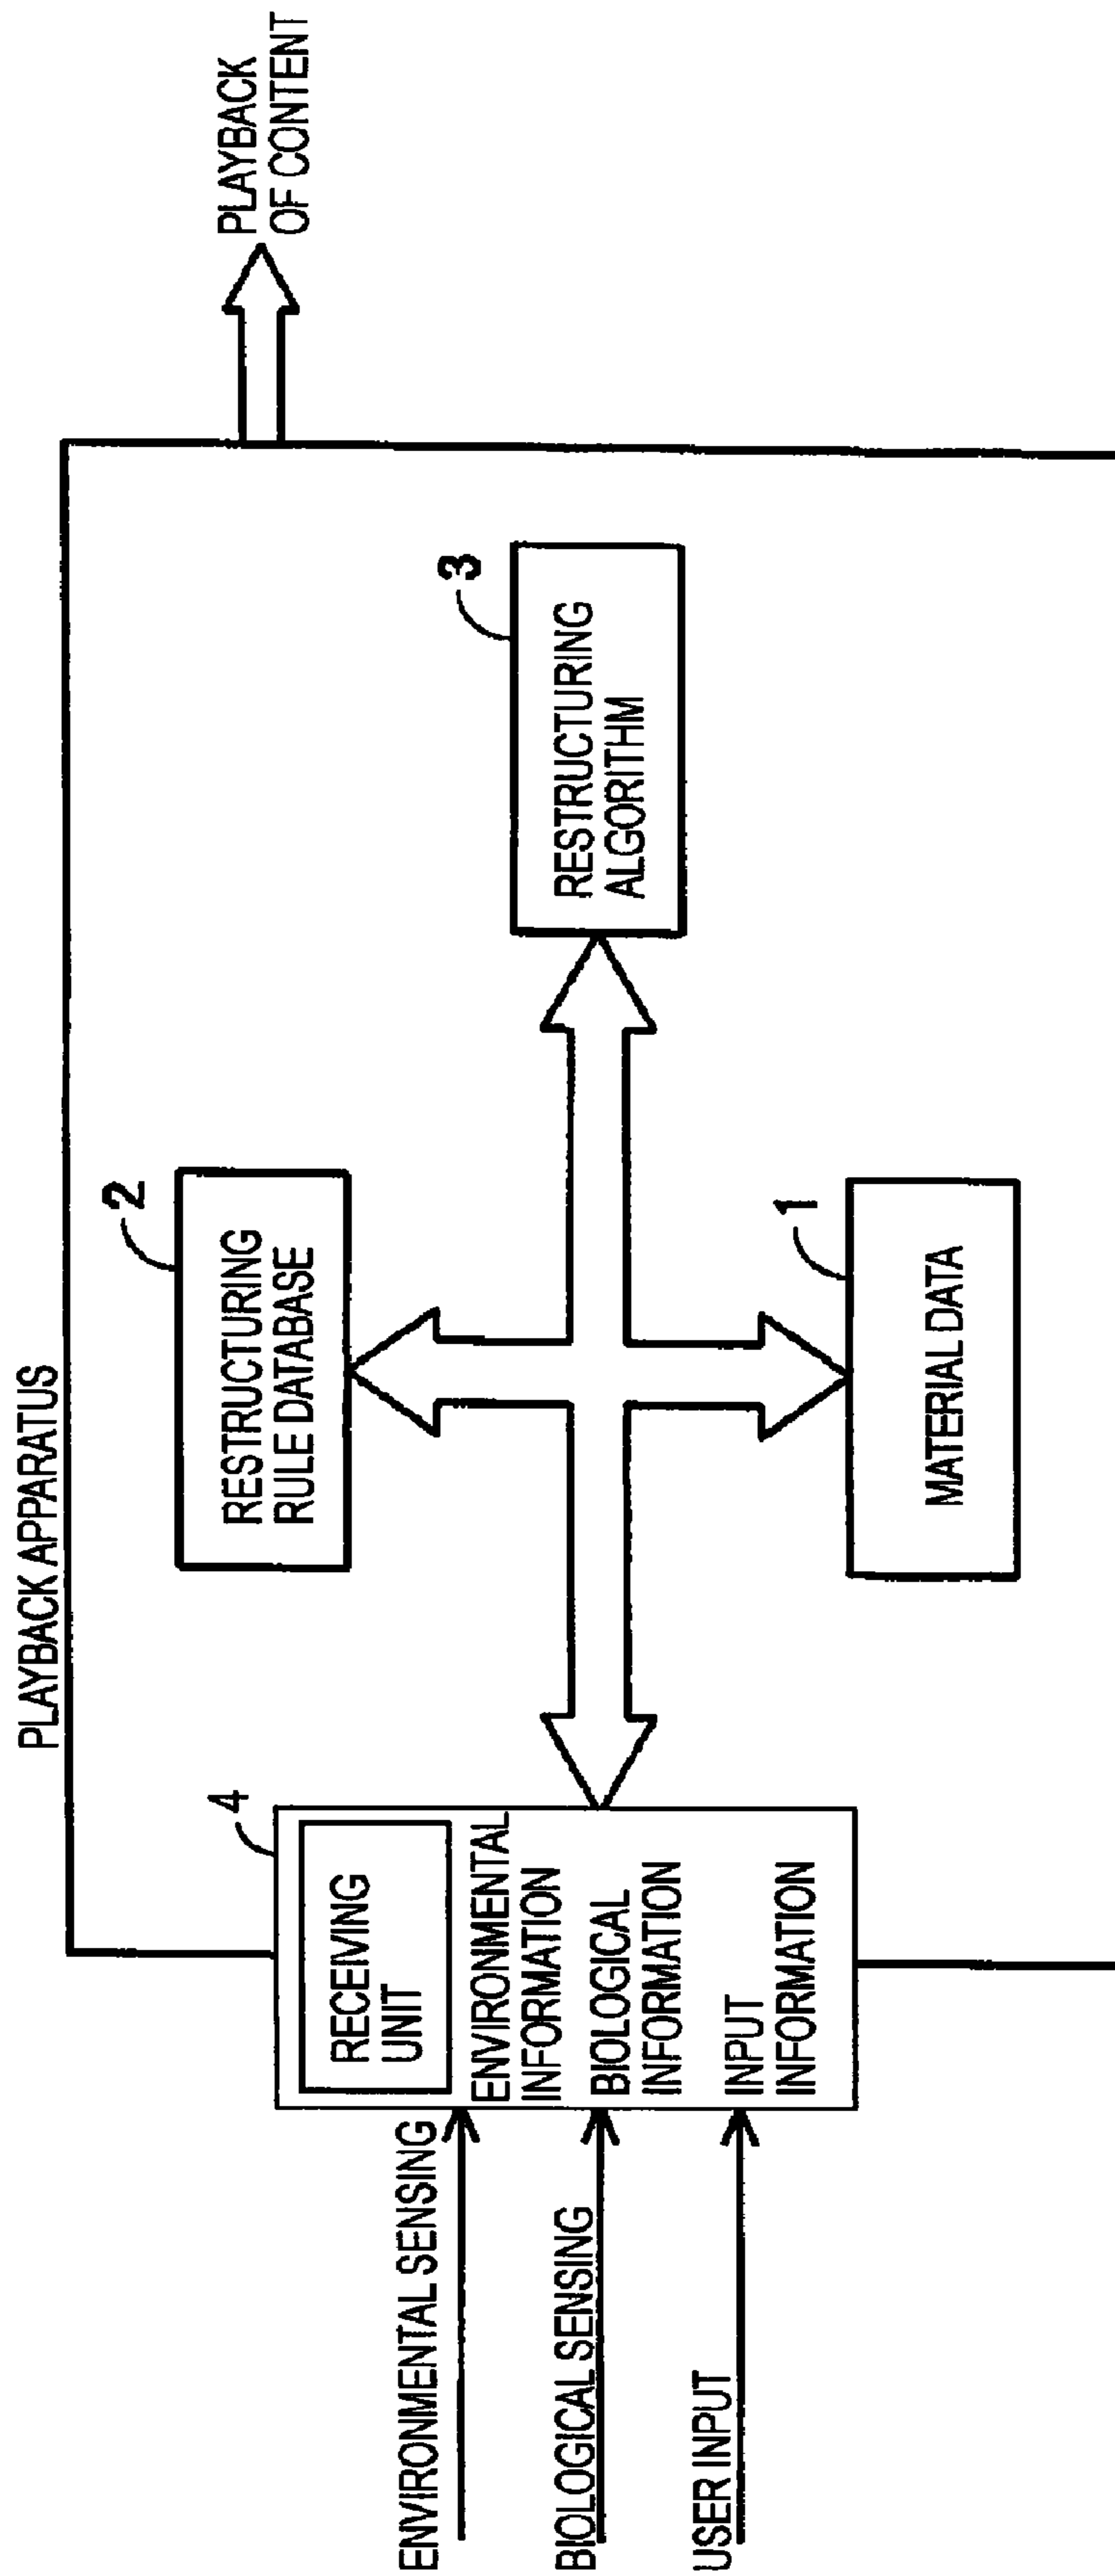 PLAYBACK APPARATUS
PLAYBACK
OF CONTENT
2
RESTRUCTURING
RULE DATABASE
4
RECEIVING
UNIT
ENVIRONMENTAL SENSING
ENVIRONMENTAL
INFORMATION
BIOLOGICAL SENSING
BIOLOGICAL
INFORMATION
USER INPUT
INPUT
INFORMATION
3
RESTRUCTURING
ALGORITHM
1
MATERIAL DATA